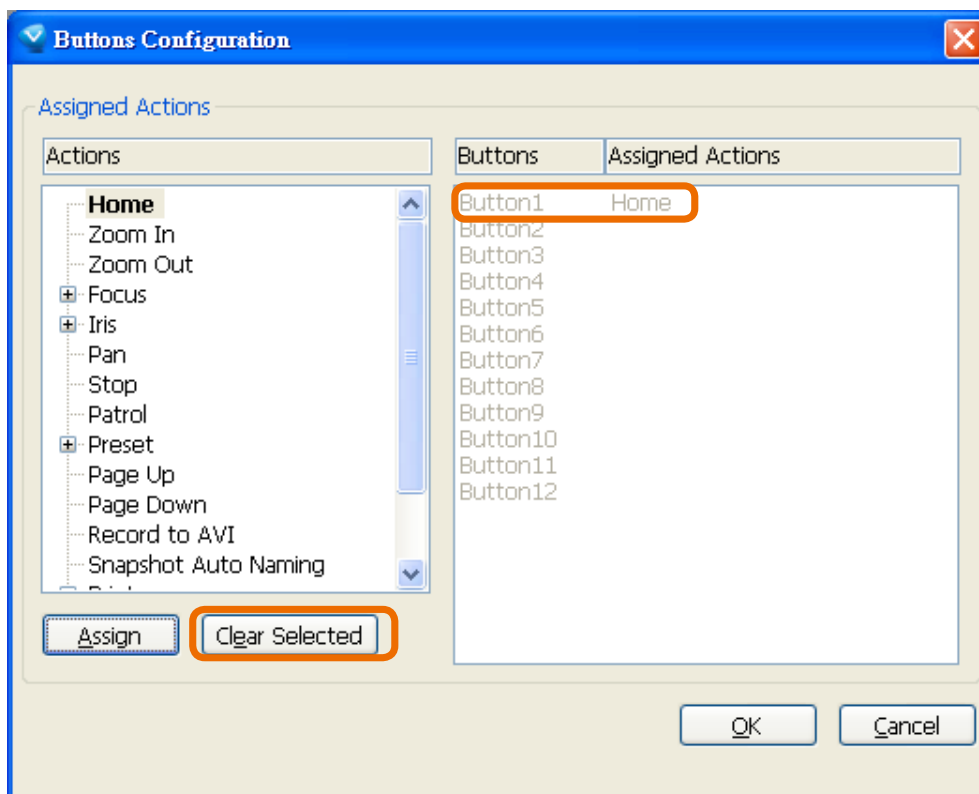 Buttons Configuration
Assigned Actions
Actions
Home
Zoom In
Zoom Out
Focus
Iris
Pan
Stop
Patrol
Preset
Page Up
Page Down
Record to AVI
Snapshot Auto Naming
Buttons Assigned Actions
Button1 Home
Button2
Button3
Button4
Button5
Button6
Button7
Button8
Button9
Button10
Button11
Button12
Assign Clear Selected
OK Cancel